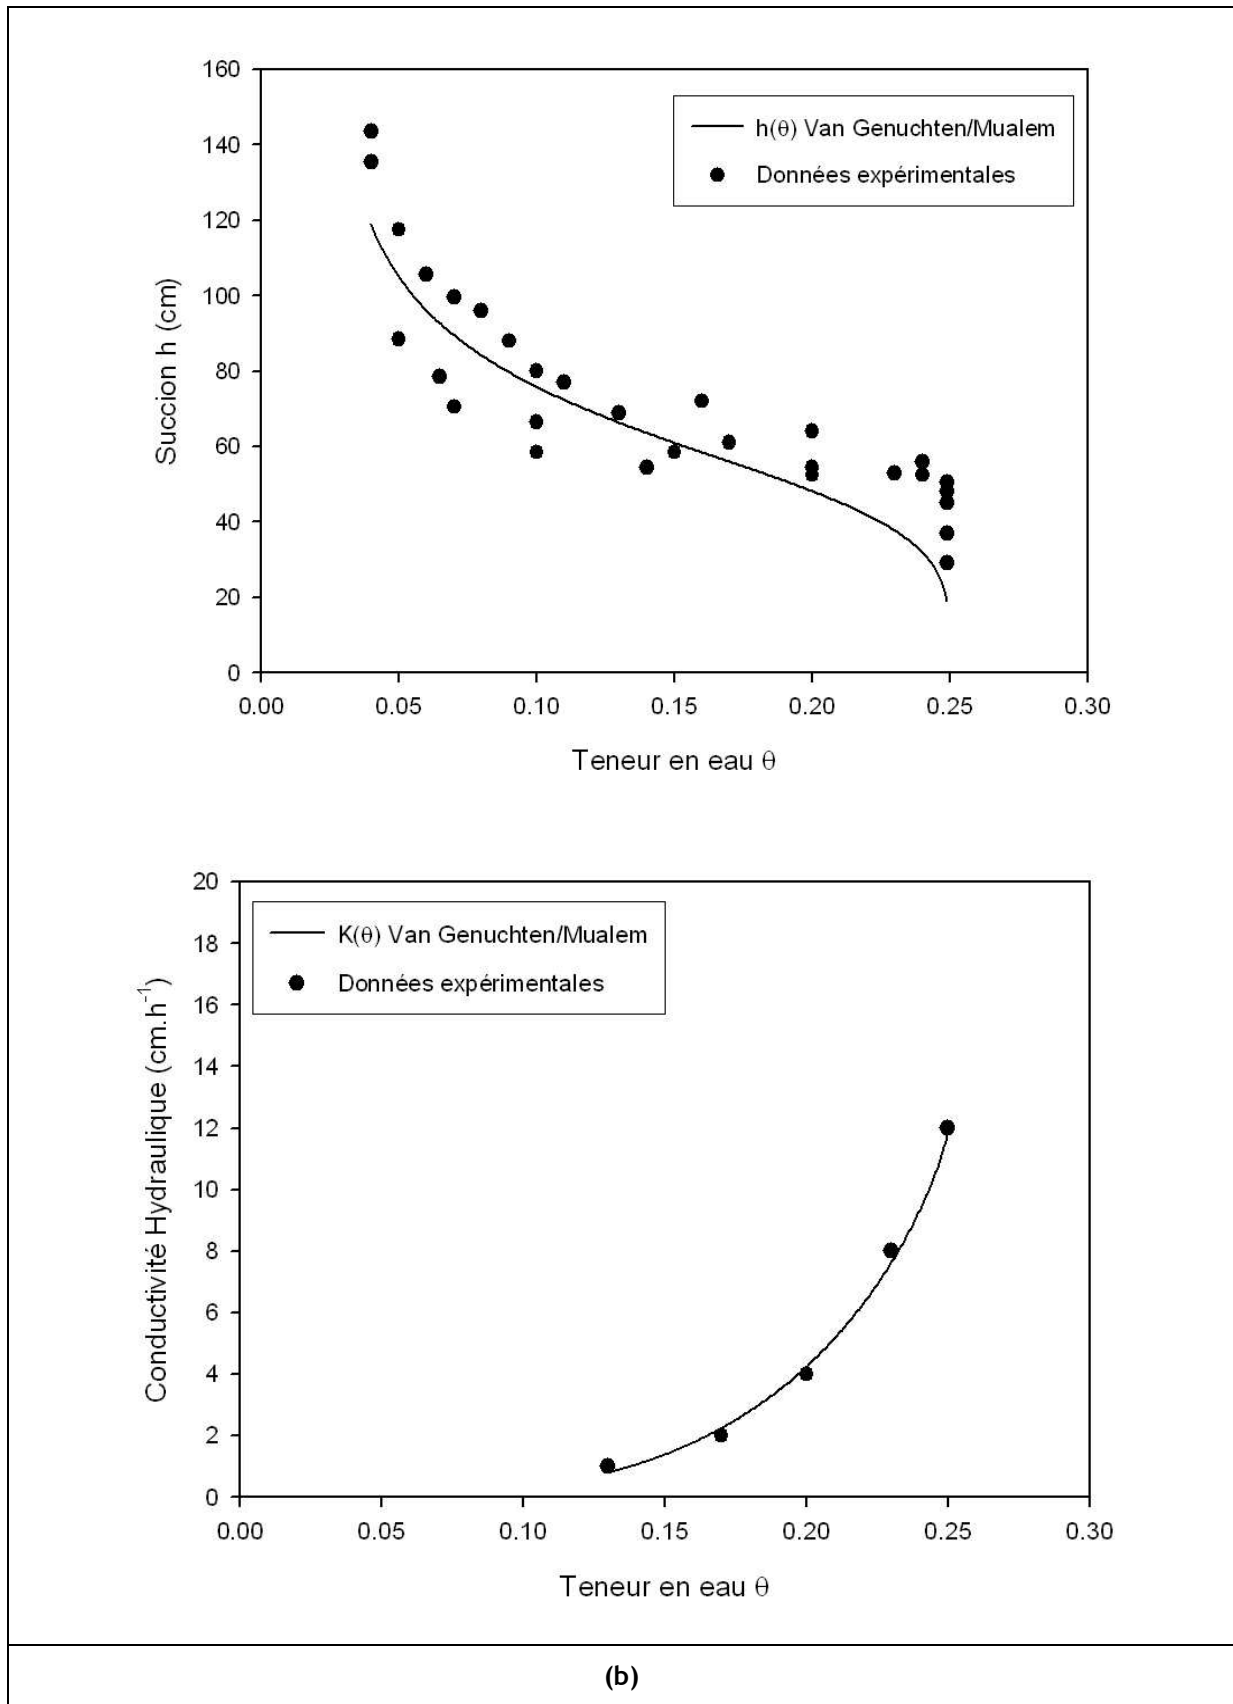 160
140
120
100
80
60
40
20
0
Succion h (cm)
h(θ) Van Genuchten/Mualem
Données expérimentales
0.00 0.05 0.10 0.15 0.20 0.25 0.30
Teneur en eau θ
20
18
16
14
12
10
8
6
4
2
0
Conductivité Hydraulique (cm.h⁻¹)
K(θ) Van Genuchten/Mualem
Données expérimentales
0.00 0.05 0.10 0.15 0.20 0.25 0.30
Teneur en eau θ
(b)